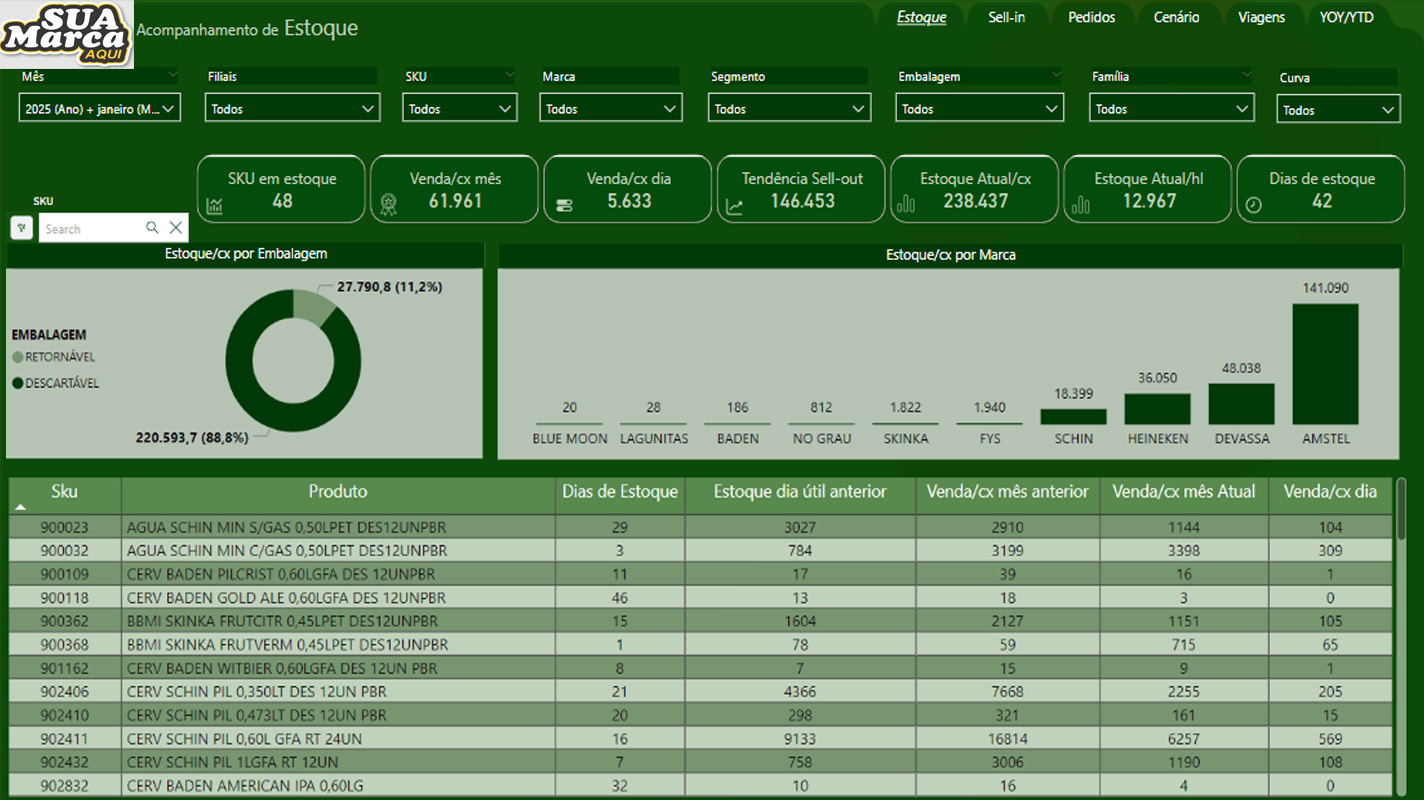 SUA
Marca
AQUI
Acompanhamento de Estoque
Estoque Sell-in Pedidos Cenário Viagens YOY/YTD
Mês Filiais SKU Marca Segmento Embalagem Família Curva
2025 (Ano) + janeiro (M... Todos Todos Todos Todos Todos Todos Todos
SKU em estoque
48
Venda/cx mês
61.961
Venda/cx dia
5.633
Tendência Sell-out
146.453
Estoque Atual/cx
238.437
Estoque Atual/hl
12.967
Dias de estoque
42
SKU
Search
Estoque/cx por Embalagem
27.790,8 (11,2%)
EMBALAGEM
RETORNÁVEL
DESCARTÁVEL
220.593,7 (88,8%)
Estoque/cx por Marca
20 28 186 812 1.822 1.940 18.399 36.050 48.038 141.090
BLUE MOON LAGUNITAS BADEN NO GRAU SKINKA FYS SCHIN HEINEKEN DEVASSA AMSTEL
Sku Produto Dias de Estoque Estoque dia útil anterior Venda/cx mês anterior Venda/cx mês Atual Venda/cx dia
900023 AGUA SCHIN MIN S/GAS 0,50LPET DES12UNPBR 29 3027 2910 1144 104
900032 AGUA SCHIN MIN C/GAS 0,50LPET DES12UNPBR 3 784 3199 3398 309
900109 CERV BADEN PILCRIST 0,60LGFA DES 12UNPBR 11 17 39 16 1
900118 CERV BADEN GOLD ALE 0,60LGFA DES 12UNPBR 46 13 18 3 0
900362 BBMI SKINKA FRUTCITR 0,45LPET DES12UNPBR 15 1604 2127 1151 105
900368 BBMI SKINKA FRUTVERM 0,45LPET DES12UNPBR 1 78 59 715 65
901162 CERV BADEN WITBIER 0,60LGFA DES 12UN PBR 8 7 15 9 1
902406 CERV SCHIN PIL 0,350LT DES 12UN PBR 21 4366 7668 2255 205
902410 CERV SCHIN PIL 0,473LT DES 12UN PBR 20 298 321 161 15
902411 CERV SCHIN PIL 0,60L GFA RT 24UN 16 9133 16814 6257 569
902432 CERV SCHIN PIL 1LGFA RT 12UN 7 758 3006 1190 108
902832 CERV BADEN AMERICAN IPA 0,60LG 32 10 16 4 0